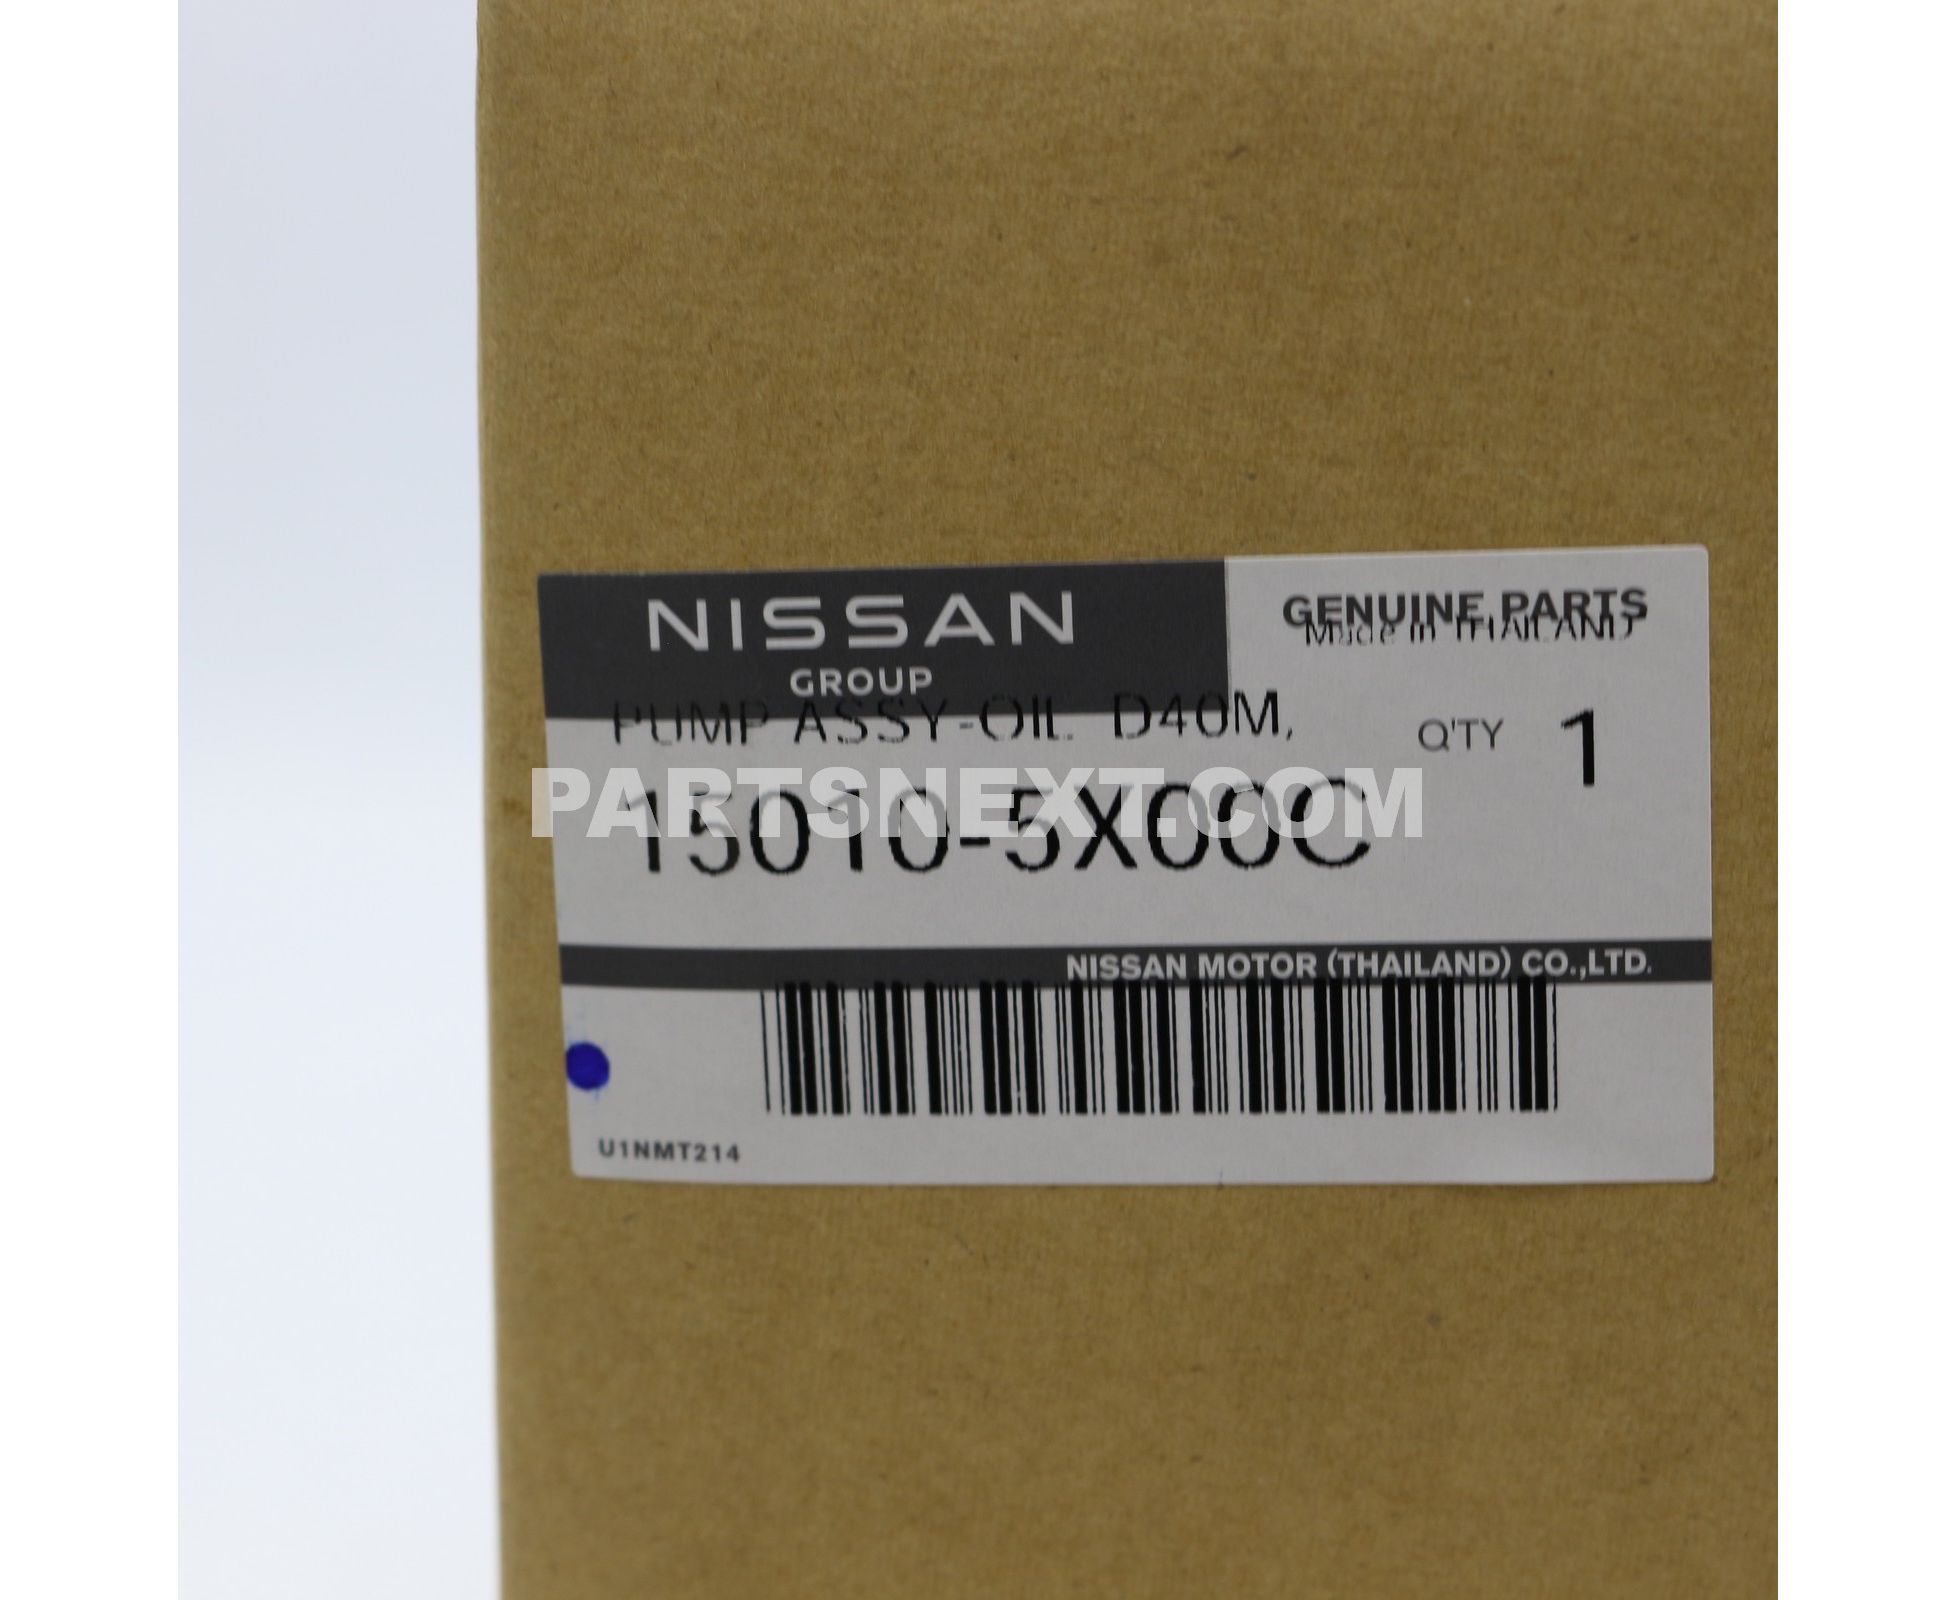 NISSAN
GROUP
GENUINE PARTS
Made in THAILAND
PUMP ASSY-OIL D40M,
Q'TY 1
PARTSNEXT.COM
15010-5X00C
NISSAN MOTOR (THAILAND) CO.,LTD.
U1NMT214